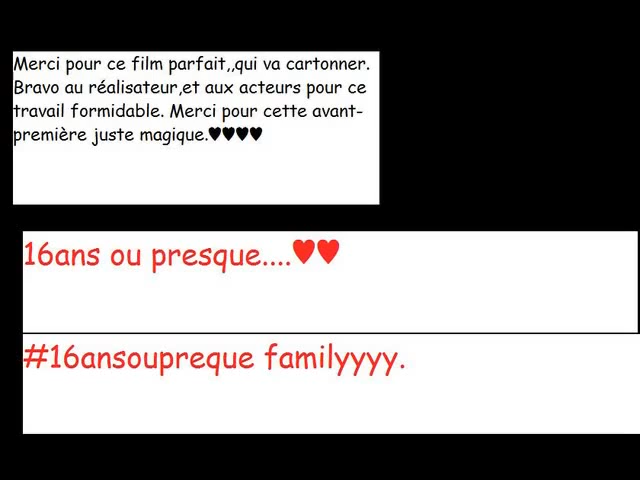 Merci pour ce film parfait,,qui va cartonner.
Bravo au réalisateur,et aux acteurs pour ce
travail formidable. Merci pour cette avant-
première juste magique.♥♥♥♥
16ans ou presque....♥♥
#16ansoupreque familyyyy.